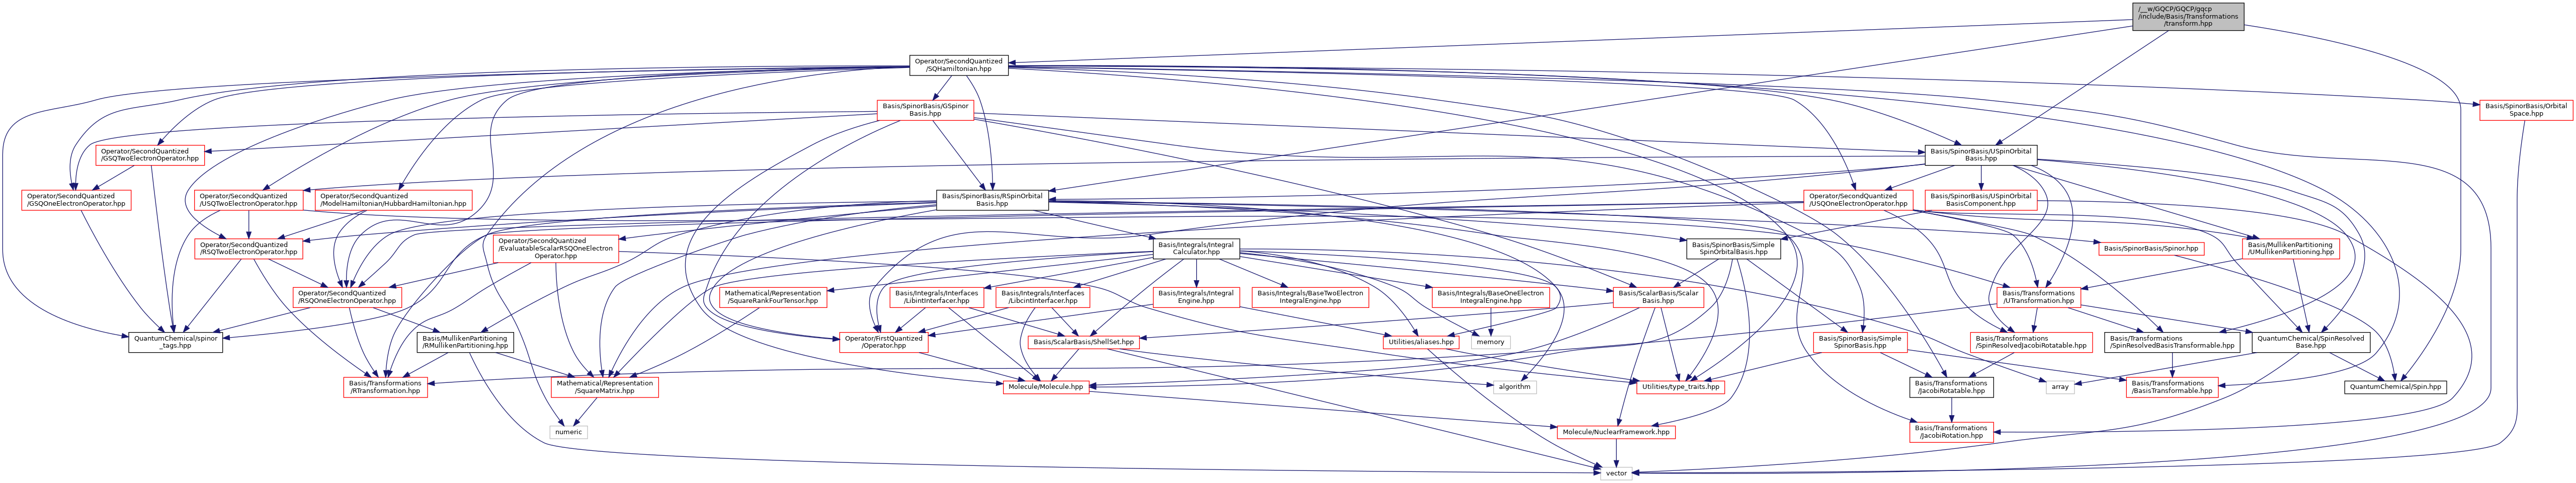 /__w/GQCP/GQCP/gqcp
/include/Basis/Transformations
/transform.hpp
Operator/SecondQuantized
/SQHamiltonian.hpp
Basis/SpinorBasis/GSpinor
Basis.hpp
Basis/SpinorBasis/Orbital
Space.hpp
Operator/SecondQuantized
/GSQTwoElectronOperator.hpp
Basis/SpinorBasis/USpinOrbital
Basis.hpp
Operator/SecondQuantized
/GSQOneElectronOperator.hpp
Operator/SecondQuantized
/USQTwoElectronOperator.hpp
Operator/SecondQuantized
/ModelHamiltonian/HubbardHamiltonian.hpp
Basis/SpinorBasis/RSpinOrbital
Basis.hpp
Operator/SecondQuantized
/USQOneElectronOperator.hpp
Basis/SpinorBasis/USpinOrbital
BasisComponent.hpp
Operator/SecondQuantized
/RSQTwoElectronOperator.hpp
Operator/SecondQuantized
/EvaluatableScalarRSQOneElectron
Operator.hpp
Basis/Integrals/Integral
Calculator.hpp
Basis/SpinorBasis/Simple
SpinOrbitalBasis.hpp
Basis/SpinorBasis/Spinor.hpp
Basis/MullikenPartitioning
/UMullikenPartitioning.hpp
Operator/SecondQuantized
/RSQOneElectronOperator.hpp
Mathematical/Representation
/SquareRankFourTensor.hpp
Basis/Integrals/Interfaces
/LibintInterfacer.hpp
Basis/Integrals/Interfaces
/LibcintInterfacer.hpp
Basis/Integrals/Integral
Engine.hpp
Basis/Integrals/BaseTwoElectron
IntegralEngine.hpp
Basis/Integrals/BaseOneElectron
IntegralEngine.hpp
Basis/ScalarBasis/Scalar
Basis.hpp
Basis/Transformations
/UTransformation.hpp
QuantumChemical/spinor
_tags.hpp
Basis/MullikenPartitioning
/RMullikenPartitioning.hpp
Operator/FirstQuantized
/Operator.hpp
Basis/ScalarBasis/ShellSet.hpp
Utilities/aliases.hpp
memory
Basis/SpinorBasis/Simple
SpinorBasis.hpp
Basis/Transformations
/SpinResolvedJacobiRotatable.hpp
Basis/Transformations
/SpinResolvedBasisTransformable.hpp
QuantumChemical/SpinResolved
Base.hpp
Basis/Transformations
/RTransformation.hpp
Mathematical/Representation
/SquareMatrix.hpp
Molecule/Molecule.hpp
algorithm
Utilities/type_traits.hpp
Basis/Transformations
/JacobiRotatable.hpp
array
Basis/Transformations
/BasisTransformable.hpp
QuantumChemical/Spin.hpp
numeric
Molecule/NuclearFramework.hpp
Basis/Transformations
/JacobiRotation.hpp
vector